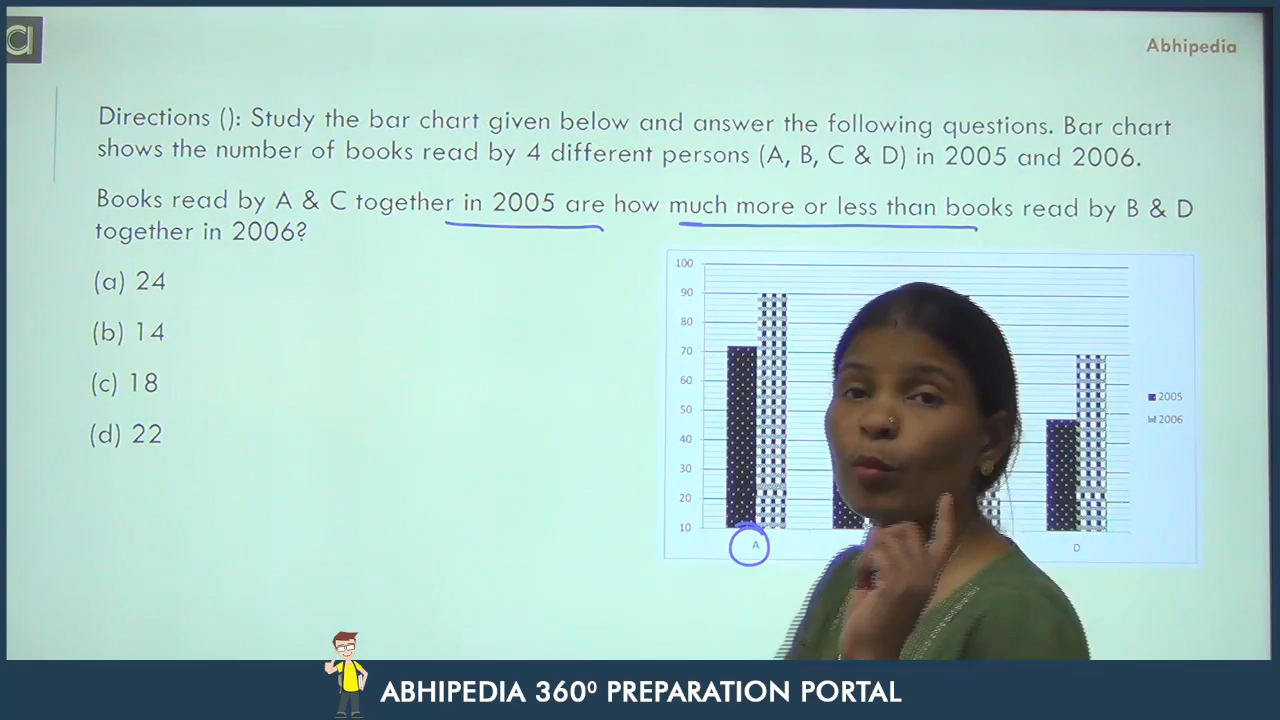 Abhipedia
Directions (): Study the bar chart given below and answer the following questions. Bar chart
shows the number of books read by 4 different persons (A, B, C & D) in 2005 and 2006.
Books read by A & C together in 2005 are how much more or less than books read by B & D
together in 2006?
(a) 24
(b) 14
(c) 18
(d) 22
100
90
80
70
60
50
40
30
20
10
A
D
2005
2006
ABHIPEDIA 360⁰ PREPARATION PORTAL